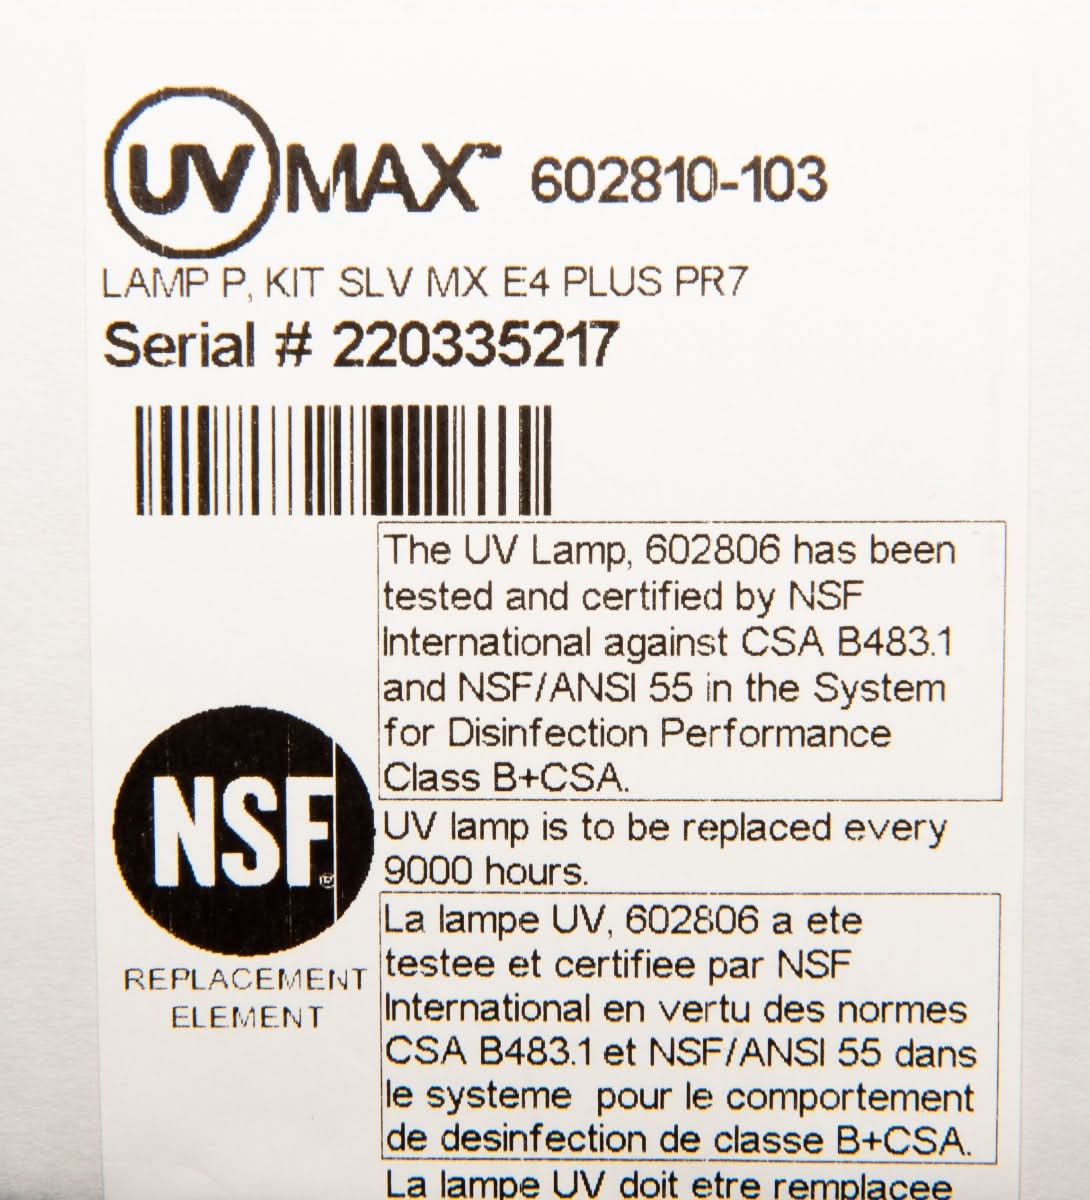 UV MAX™ 602810-103
LAMP P, KIT SLV MX E4 PLUS PR7
Serial # 220335217
The UV Lamp, 602806 has been
tested and certified by NSF
International against CSA B483.1
and NSF/ANSI 55 in the System
for Disinfection Performance
Class B+CSA.
UV lamp is to be replaced every
9000 hours.
NSF®
REPLACEMENT
ELEMENT
La lampe UV, 602806 a ete
testee et certifiee par NSF
International en vertu des normes
CSA B483.1 et NSF/ANSI 55 dans
le systeme pour le comportement
de desinfection de classe B+CSA.
La lampe UV doit etre remplacee